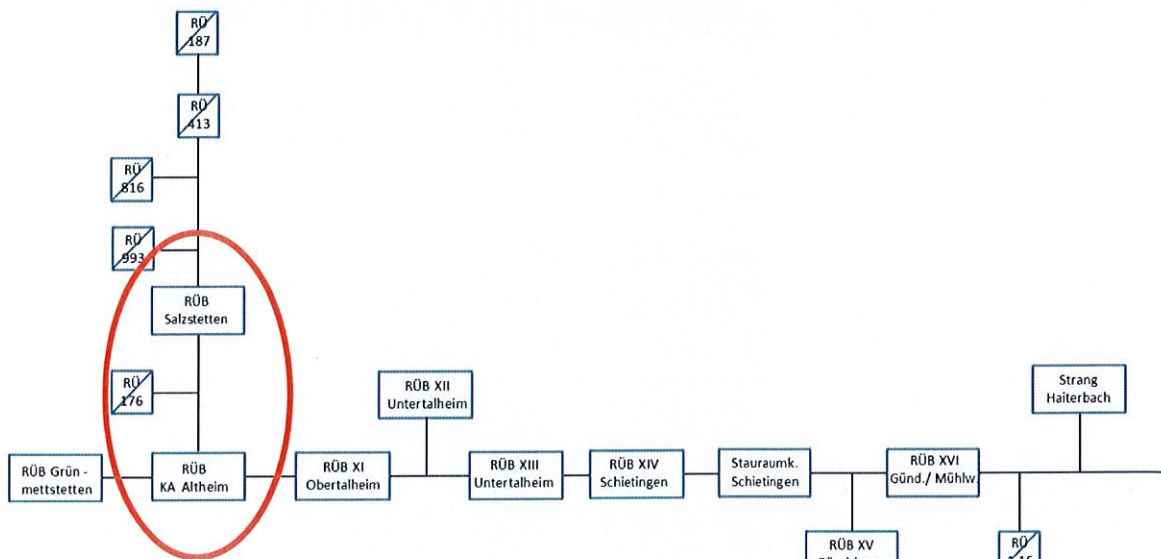 RÜ
187
RÜ
413
RÜ
816
RÜ
993
RÜB
Salzstetten
RÜ
176
RÜB XII
Untertalheim
Strang
Haiterbach
RÜB Grün -
mettstetten
RÜB
KA Altheim
RÜB XI
Obertalheim
RÜB XIII
Untertalheim
RÜB XIV
Schietingen
Stauraumk.
Schietingen
RÜB XVI
Günd./ Mühlw.
RÜB XV
RÜ